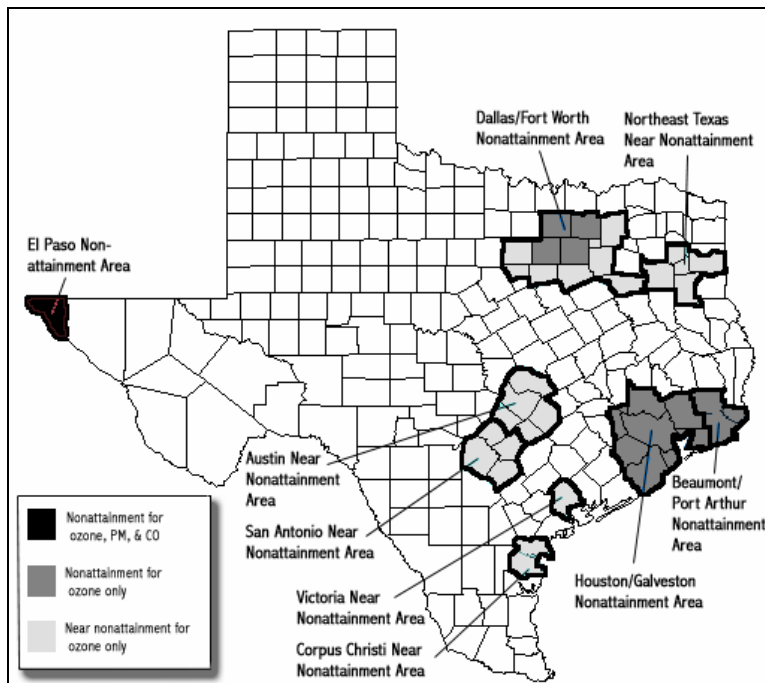 Dallas/Fort Worth
Nonattainment Area
Northeast Texas
Near Nonattainment
Area
El Paso Non-
attainment Area
Austin Near
Nonattainment
Area
San Antonio Near
Nonattainment Area
Victoria Near
Nonattainment Area
Corpus Christi Near
Nonattainment Area
Beaumont/
Port Arthur
Nonattainment
Area
Houston/Galveston
Nonattainment Area
Nonattainment for
ozone, PM, & CO
Nonattainment for
ozone only
Near nonattainment for
ozone only